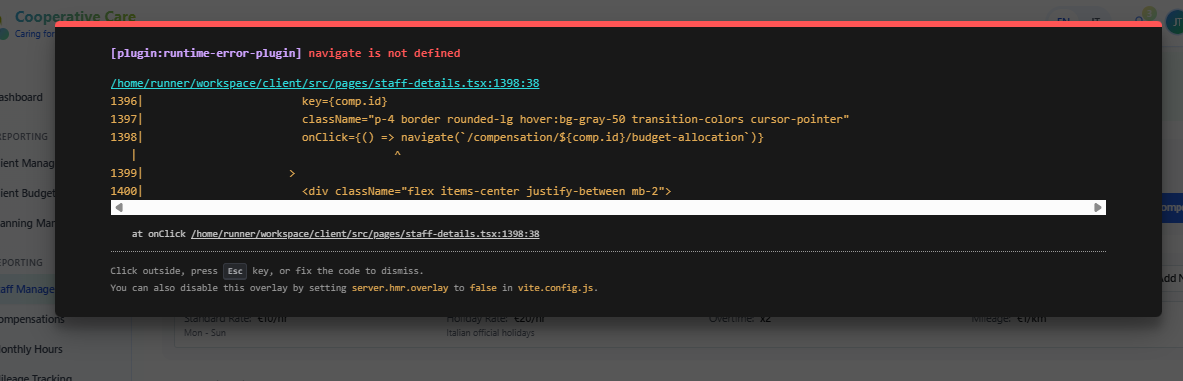 Cooperative Care
Caring for
EN IT
JT
[plugin:runtime-error-plugin] navigate is not defined
/home/runner/workspace/client/src/pages/staff-details.tsx:1398:38
1396| key={comp.id}
1397| className="p-4 border rounded-lg hover:bg-gray-50 transition-colors cursor-pointer"
1398| onClick={() => navigate(`/compensation/${comp.id}/budget-allocation`)}
| ^
1399| >
1400| <div className="flex items-center justify-between mb-2">
at onClick /home/runner/workspace/client/src/pages/staff-details.tsx:1398:38
Click outside, press Esc key, or fix the code to dismiss.
You can also disable this overlay by setting server.hmr.overlay to false in vite.config.js.
ashboard
REPORTING
ient Manag
ient Budget
anning Mar
EPORTING
aff Manage
ompensations
onthly Hours
ileage Tracking
ompe
Add N
Standard Rate: €10/hr
Mon - Sun
Holiday Rate: €20/hr
Italian official holidays
Overtime: x2
Mileage: €1/km